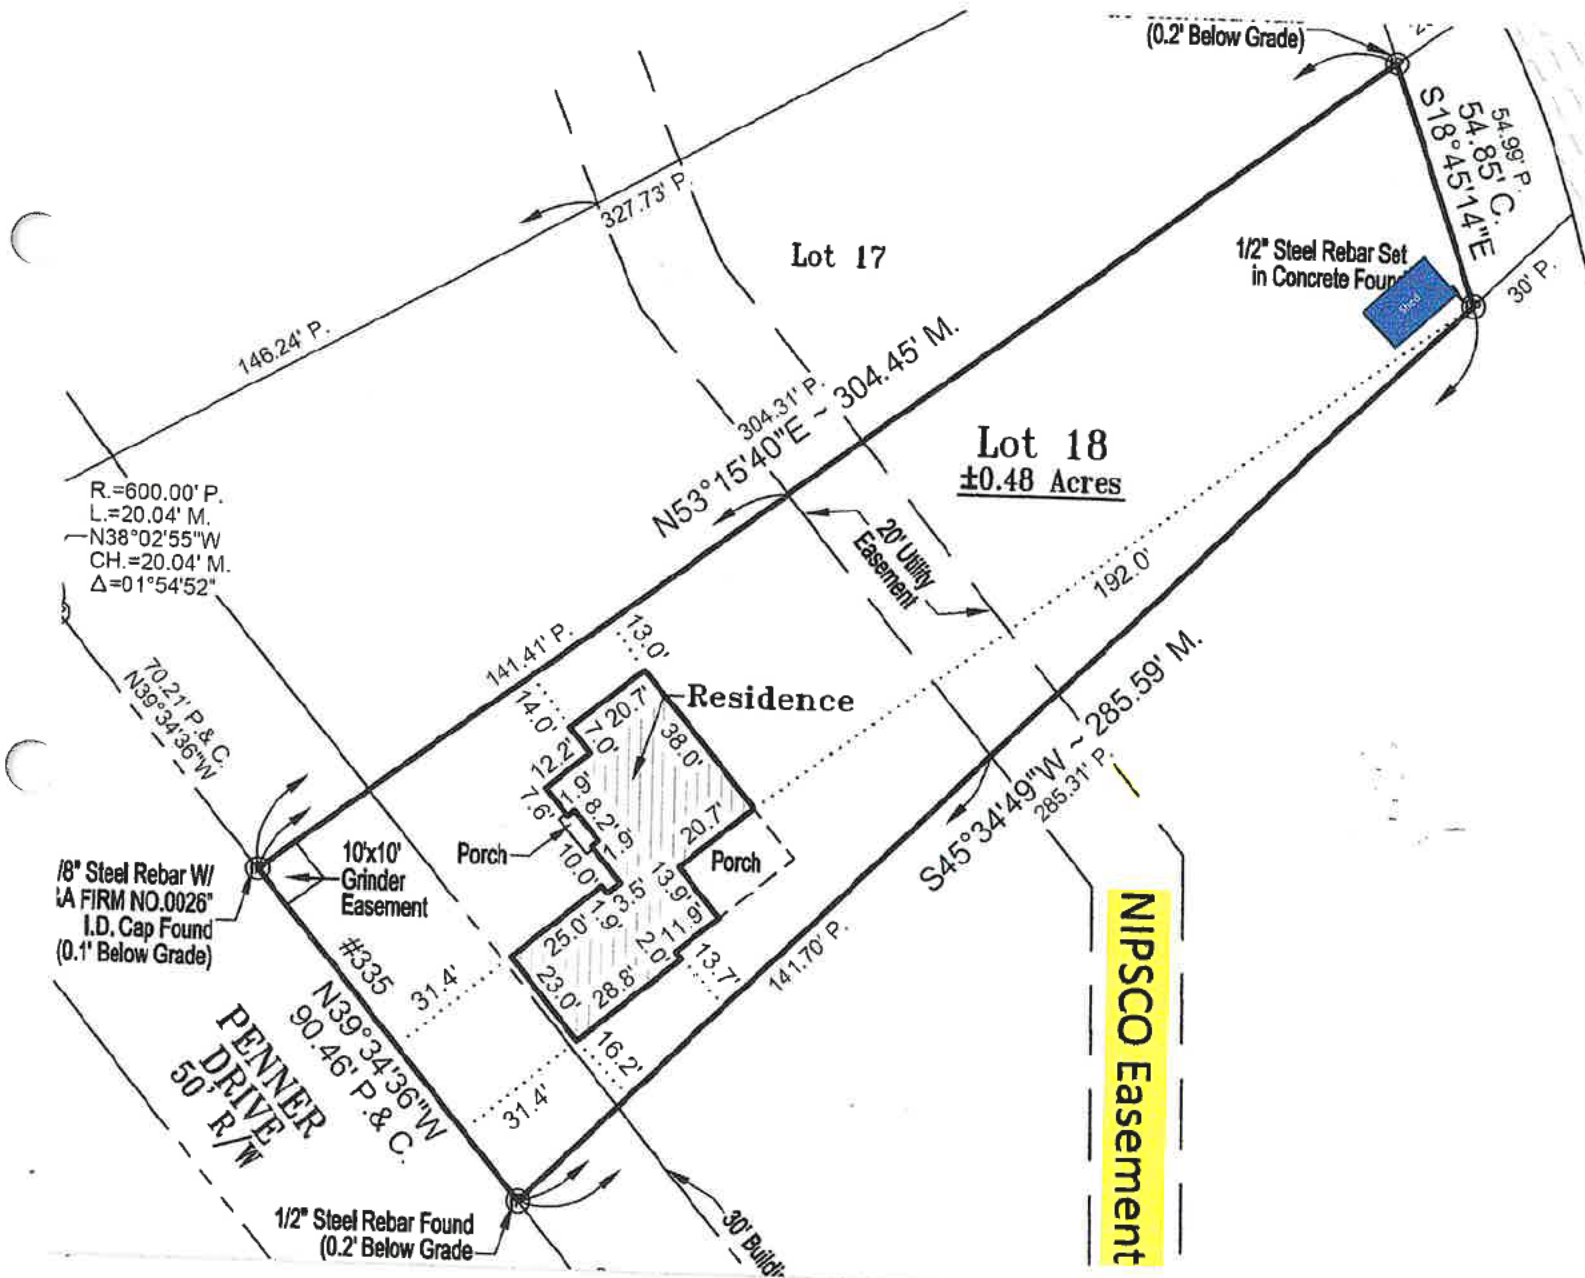 (0.2' Below Grade)
54.99' P.
54.85' C.
S18°45'14"E
327.73' P.
Lot 17
1/2" Steel Rebar Set
in Concrete Foun
Shed
30' P.
146.24' P.
304.31' P.
N53°15'40"E ~ 304.45' M.
Lot 18
±0.48 Acres
R.=600.00' P.
L.=20.04' M.
N38°02'55"W
CH.=20.04' M.
Δ=01°54'52"
20' Utility
Easement
192.0'
141.41' P.
13.0'
14.0'
70.21' P.& C.
N39°34'36"W
Residence
20.7'
7.0'
38.0'
12.2'
1.9'
8.2'
1.9'
7.6'
Porch
10.0'
20.7'
Porch
13.9'
3.5'
1.9'
11.9'
2.0'
25.0'
23.0'
28.8'
13.7'
16.2'
S45°34'49"W ~ 285.59' M.
285.31' P.
141.70' P.
10'x10'
Grinder
Easement
/8" Steel Rebar W/
A FIRM NO.0026"
I.D. Cap Found
(0.1' Below Grade)
#335
31.4'
31.4'
N39°34'36"W
90.46' P.& C.
PENNER
DRIVE
50' R/W
1/2" Steel Rebar Found
(0.2' Below Grade
30' Buildi
NIPSCO Easement